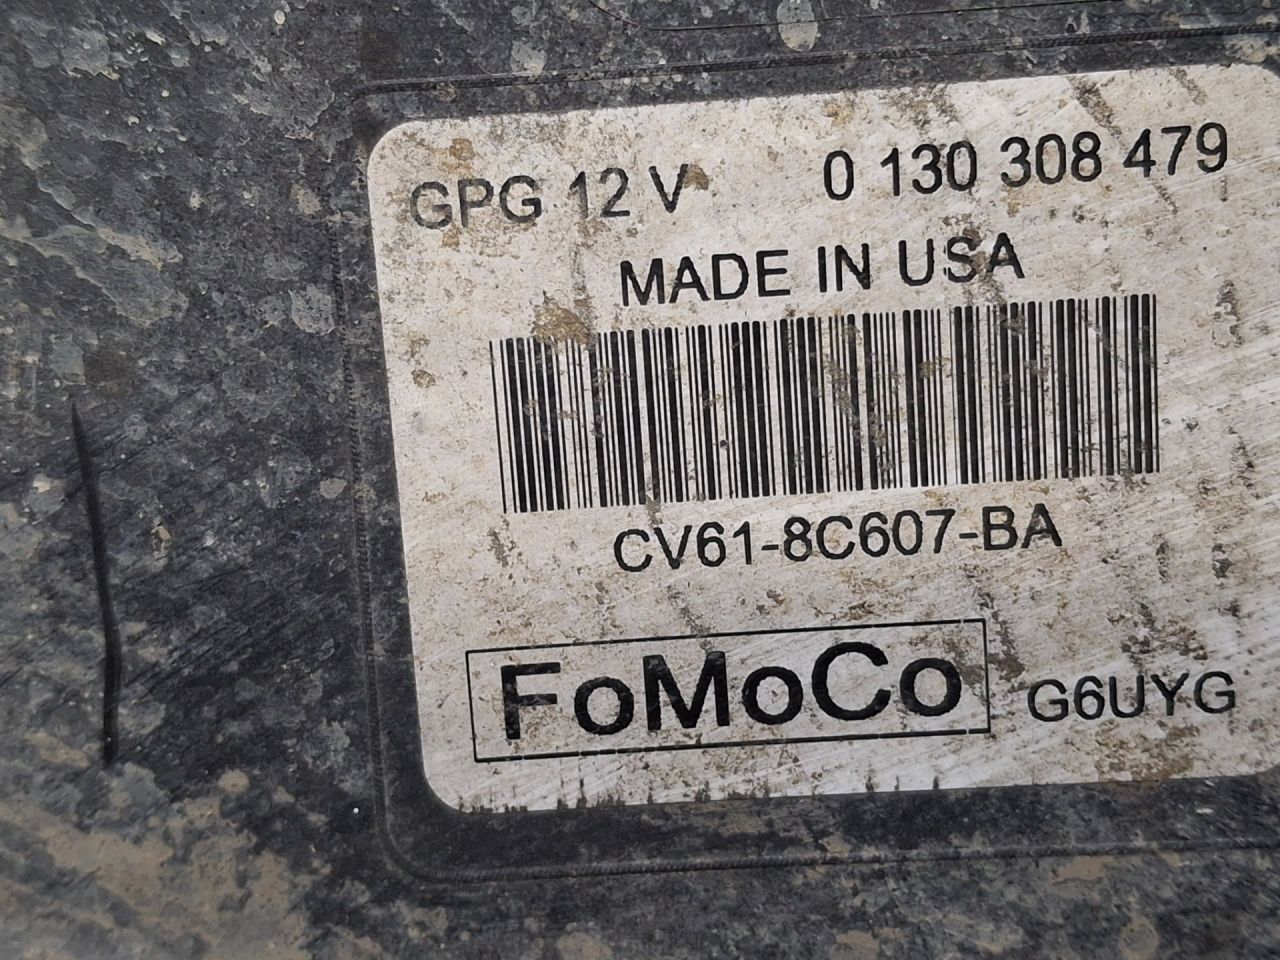 GPG 12 V 0 130 308 479
MADE IN USA
CV61-8C607-BA
FoMoCo G6UYG